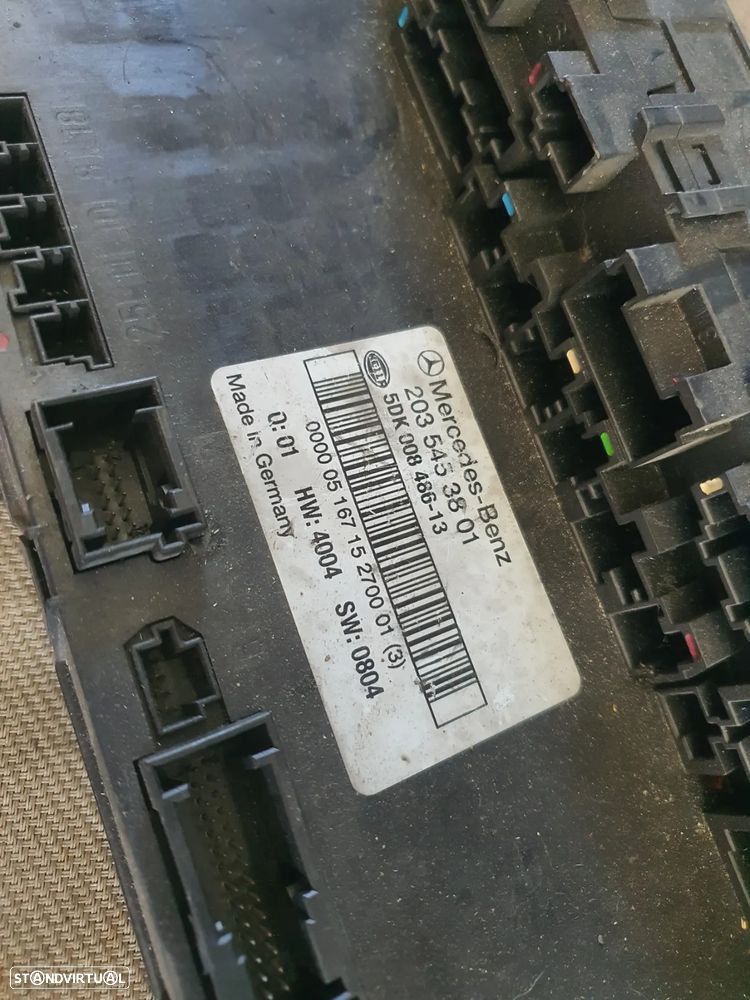 Mercedes-Benz
203 545 38 01
HELLA 5DK 008 486-13
0000 05 167 15 2700 01 (3)
Q: 01 HW: 4004 SW: 0804
Made in Germany
STANDVIRTUAL